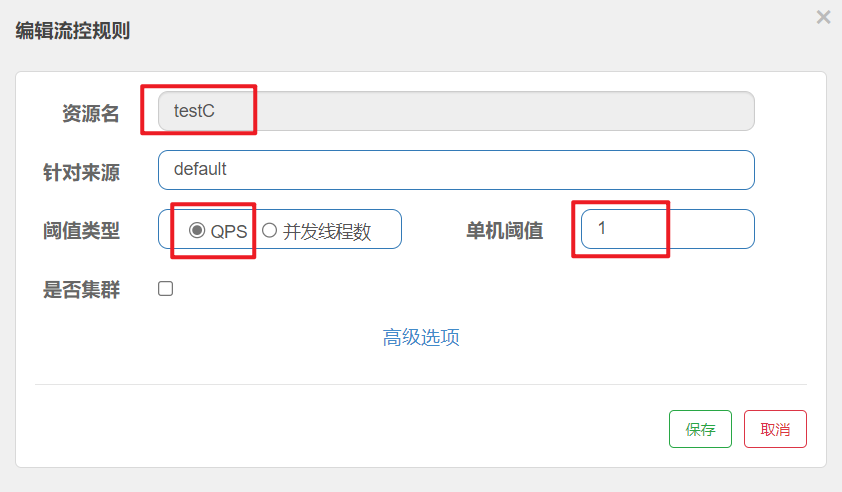 编辑流控规则
×
资源名 testC
针对来源 default
阈值类型 QPS 并发线程数 单机阈值 1
是否集群
高级选项
保存 取消